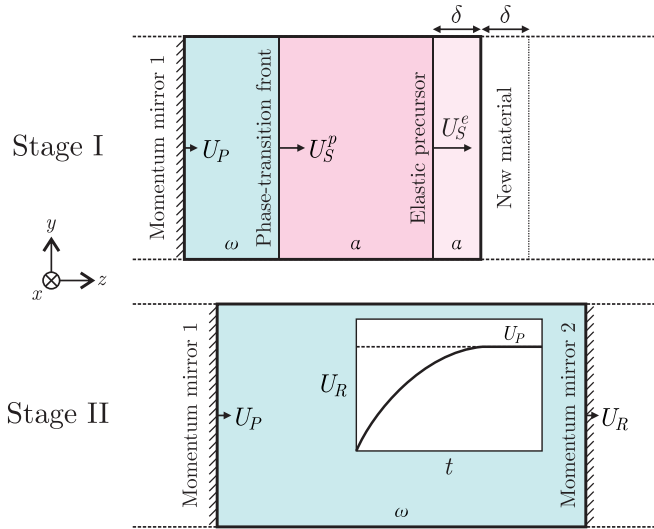 δ
δ
Stage I
Momentum mirror 1
U_P
Phase-transition front
U_S^p
Elastic precursor
U_S^e
New material
ω
a
a
y
x
z
Stage II
Momentum mirror 1
U_P
U_R
U_P
t
Momentum mirror 2
U_R
ω